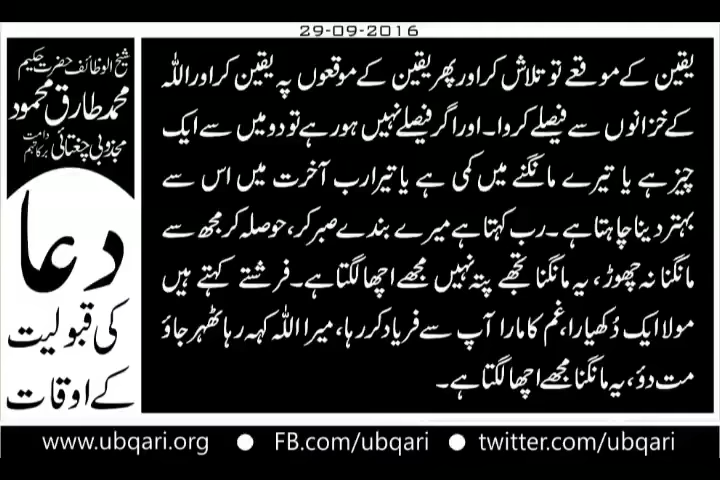 29-09-2016
شیخ الوظائف حضرت حکیم
محمد طارق محمود
مجذوبی چغتائی دامت برکاتہم
دعا
کی قبولیت
کے اوقات
یقین کے موقعے تو تلاش کر اور پھر یقین کے موقعوں پہ یقین کر اور اللہ
کے خزانوں سے فیصلے کروا۔ اور اگر فیصلے نہیں ہو رہے تو دو میں سے ایک
چیز ہے یا تیرے مانگنے میں کمی ہے یا تیرا رب آخرت میں اس سے
بہتر دینا چاہتا ہے۔ رب کہتا ہے میرے بندے صبر کر، حوصلہ کر مجھ سے
مانگنا نہ چھوڑ، یہ مانگنا تجھے پتہ نہیں مجھے اچھا لگتا ہے۔ فرشتے کہتے ہیں
مولا ایک دُکھیارا، غم کا مارا آپ سے فریاد کر رہا، میرا اللہ کہہ رہا ٹھہر جاؤ
مت دؤ، یہ مانگنا مجھے اچھا لگتا ہے۔
www.ubqari.org ● FB.com/ubqari ● twitter.com/ubqari